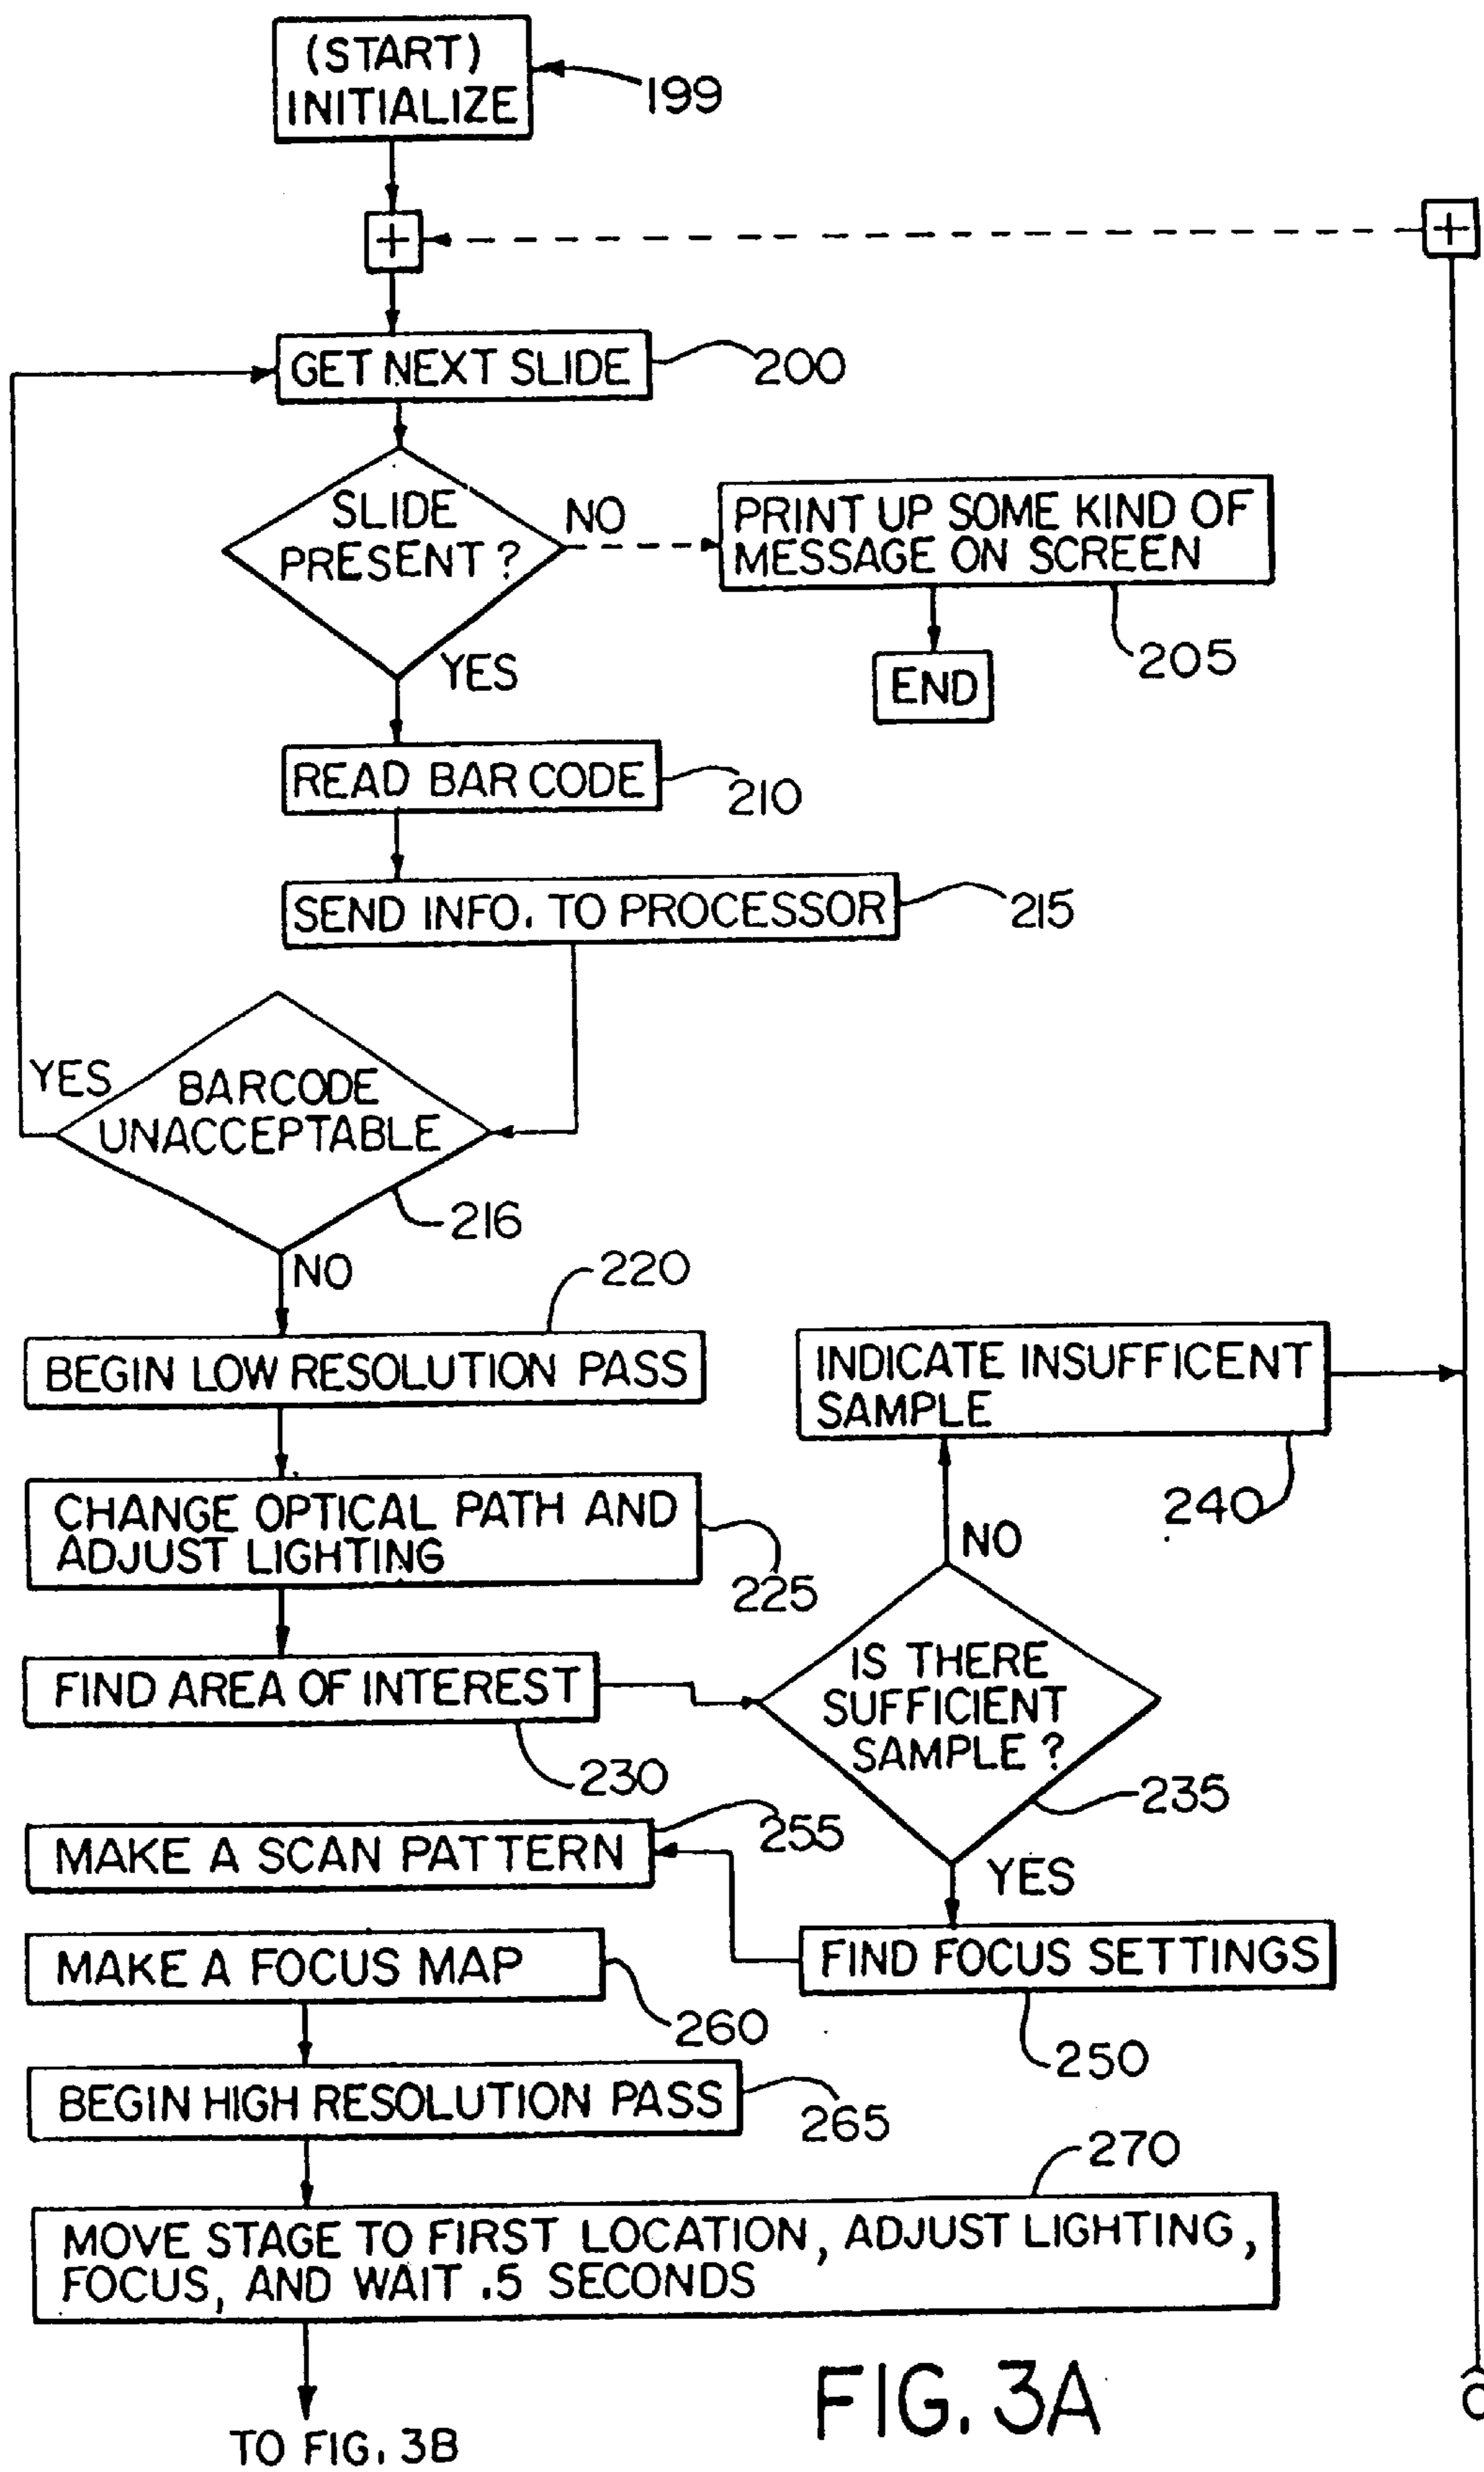 (START)
INITIALIZE
199
+
+
GET NEXT SLIDE
200
SLIDE
PRESENT?
NO
PRINT UP SOME KIND OF
MESSAGE ON SCREEN
205
END
YES
READ BAR CODE
210
SEND INFO. TO PROCESSOR
215
YES
BARCODE
UNACCEPTABLE
216
NO
220
BEGIN LOW RESOLUTION PASS
INDICATE INSUFFICENT
SAMPLE
240
CHANGE OPTICAL PATH AND
ADJUST LIGHTING
225
NO
FIND AREA OF INTEREST
230
IS THERE
SUFFICIENT
SAMPLE?
235
YES
255
MAKE A SCAN PATTERN
FIND FOCUS SETTINGS
250
MAKE A FOCUS MAP
260
BEGIN HIGH RESOLUTION PASS
265
270
MOVE STAGE TO FIRST LOCATION, ADJUST LIGHTING,
FOCUS, AND WAIT .5 SECONDS
TO FIG. 3B
FIG. 3A